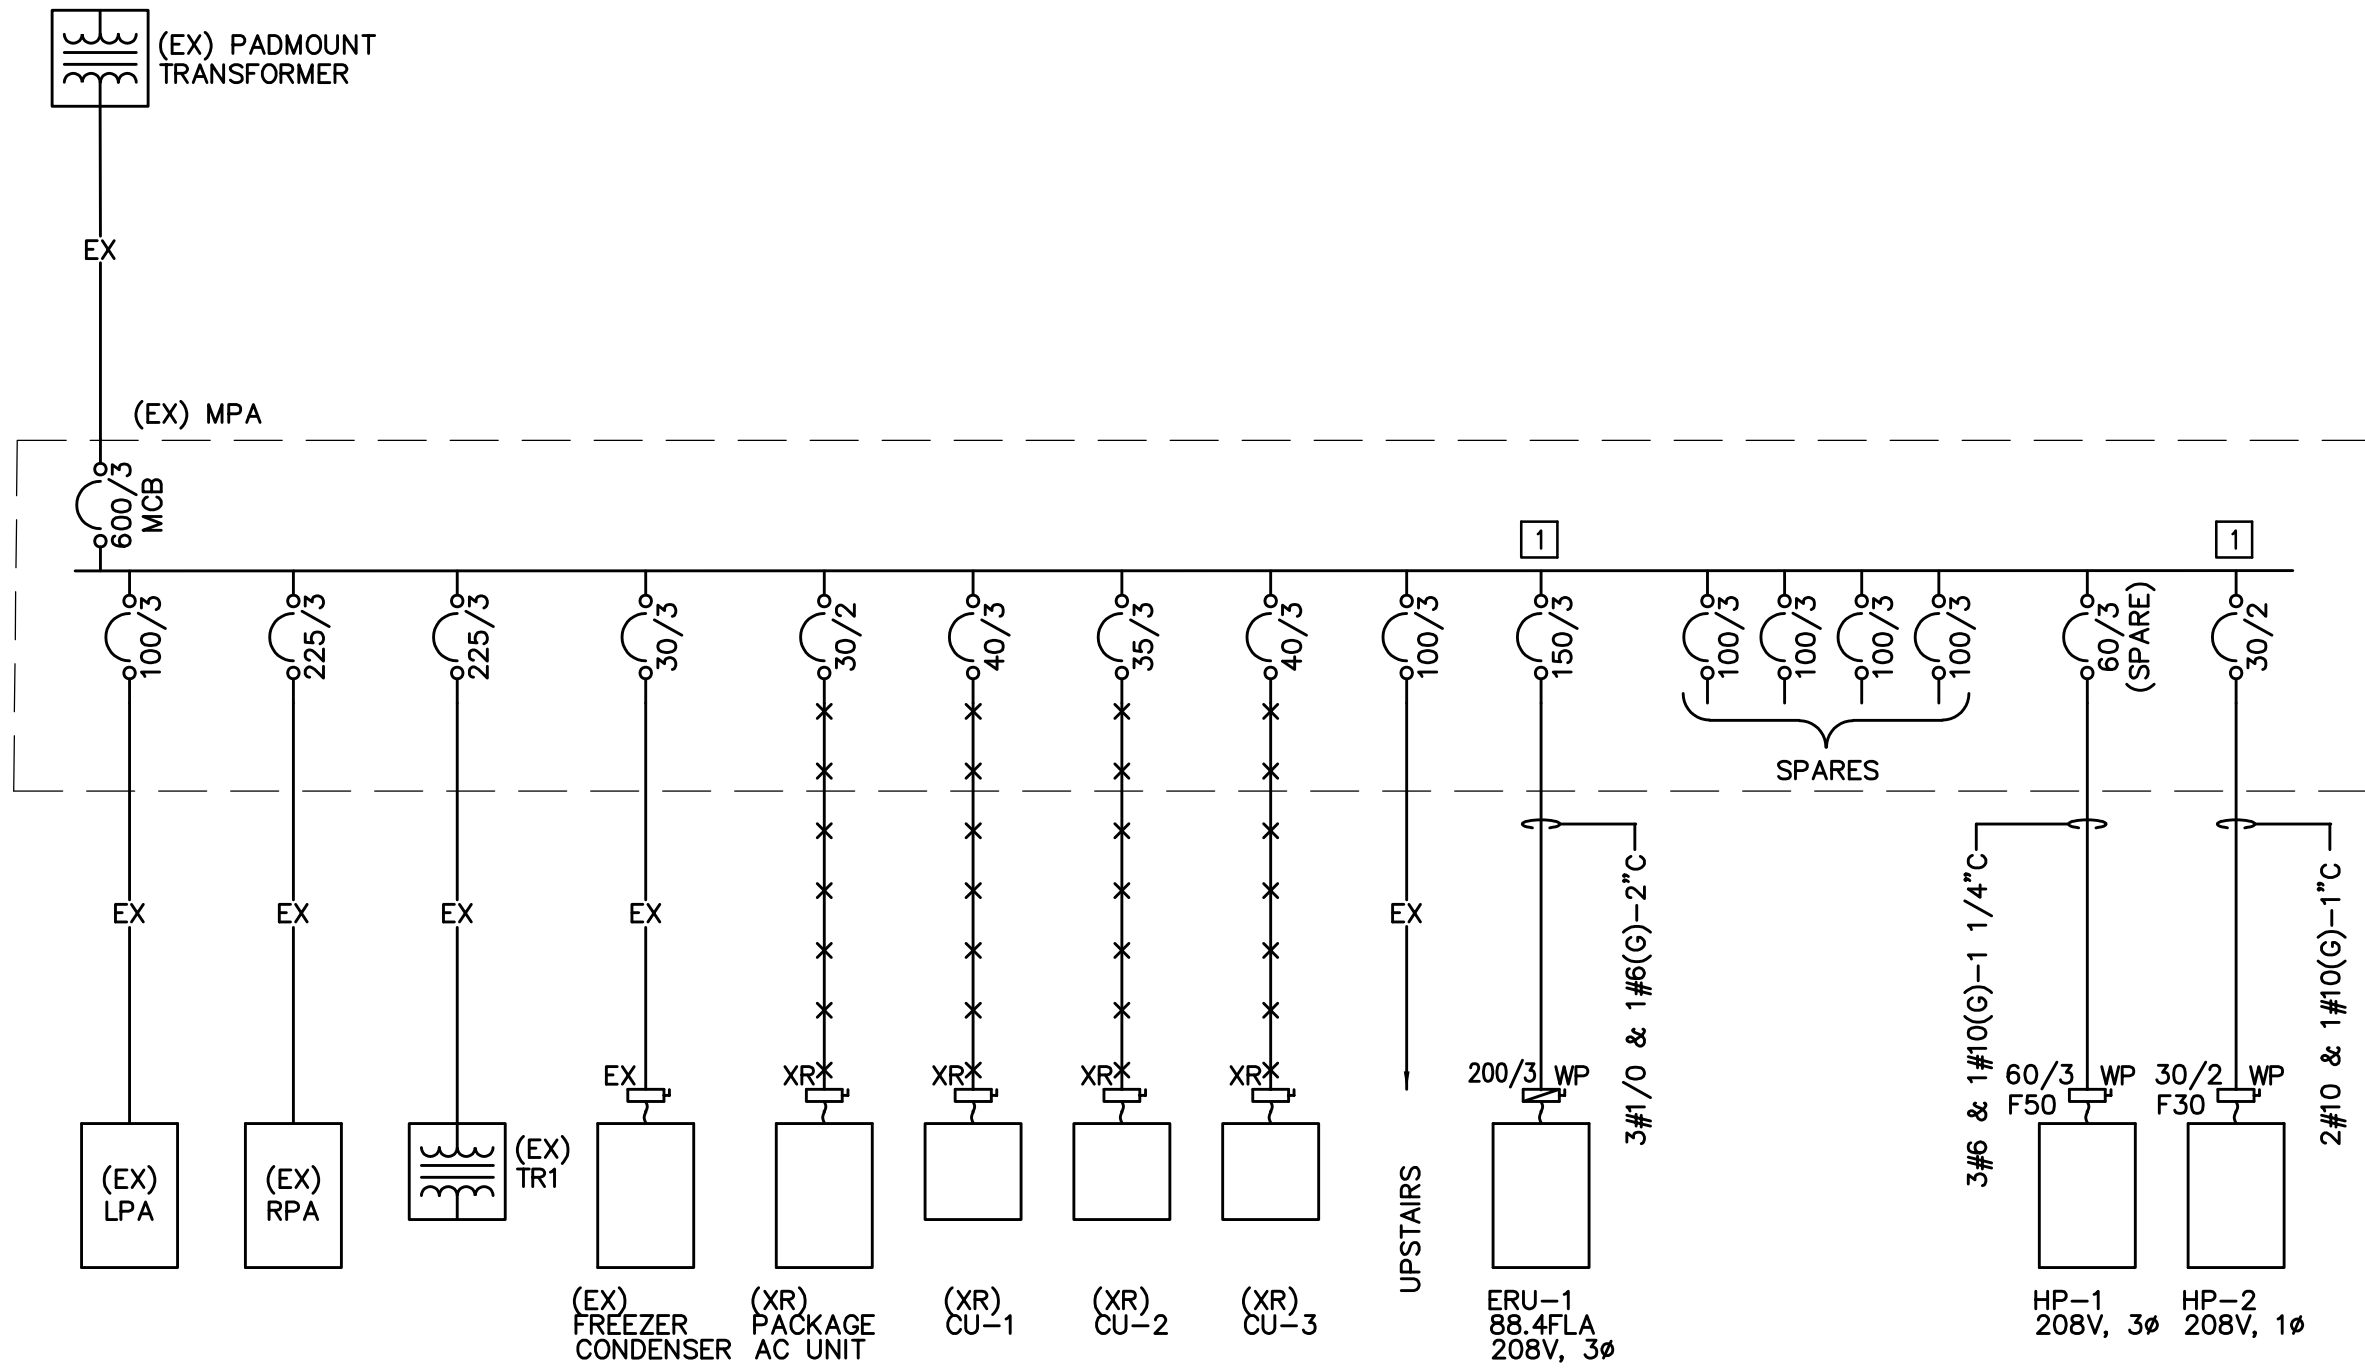 (EX) PADMOUNT
TRANSFORMER
EX
(EX) MPA
600/3
MCB
1
1
100/3
225/3
225/3
30/3
30/2
40/3
35/3
40/3
100/3
150/3
100/3
100/3
100/3
100/3
60/3
(SPARE)
30/2
SPARES
EX
EX
EX
EX
EX
3#1/0 & 1#6(G)-2"C
3#6 & 1#10(G)-1 1/4"C
2#10 & 1#10(G)-1"C
EX
XR
XR
XR
XR
200/3
WP
60/3
F50
WP
30/2
F30
WP
(EX)
LPA
(EX)
RPA
(EX)
TR1
UPSTAIRS
(EX)
FREEZER
CONDENSER
(XR)
PACKAGE
AC UNIT
(XR)
CU-1
(XR)
CU-2
(XR)
CU-3
ERU-1
88.4FLA
208V, 3ø
HP-1
208V, 3ø
HP-2
208V, 1ø